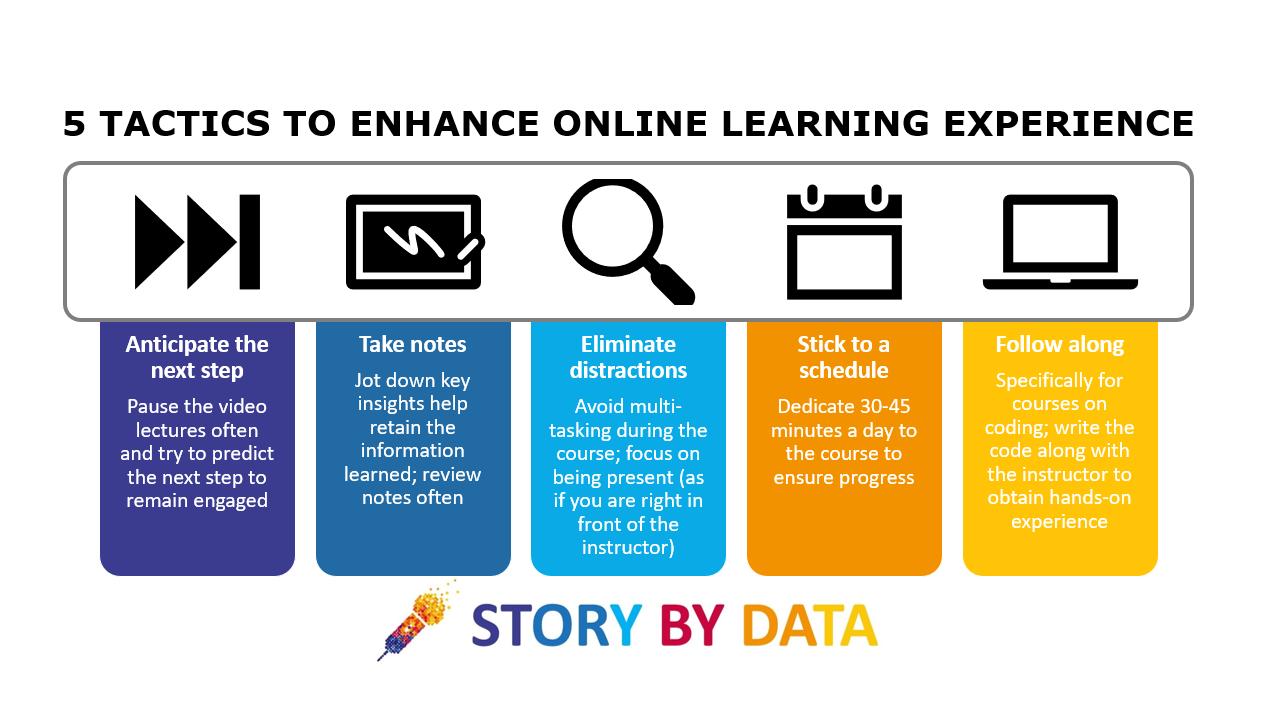 5 TACTICS TO ENHANCE ONLINE LEARNING EXPERIENCE
Anticipate the
next step
Pause the video
lectures often
and try to predict
the next step to
remain engaged
Take notes
Jot down key
insights help
retain the
information
learned; review
notes often
Eliminate
distractions
Avoid multi-
tasking during the
course; focus on
being present (as
if you are right in
front of the
instructor)
Stick to a
schedule
Dedicate 30-45
minutes a day to
the course to
ensure progress
Follow along
Specifically for
courses on
coding; write the
code along with
the instructor to
obtain hands-on
experience
STORY BY DATA